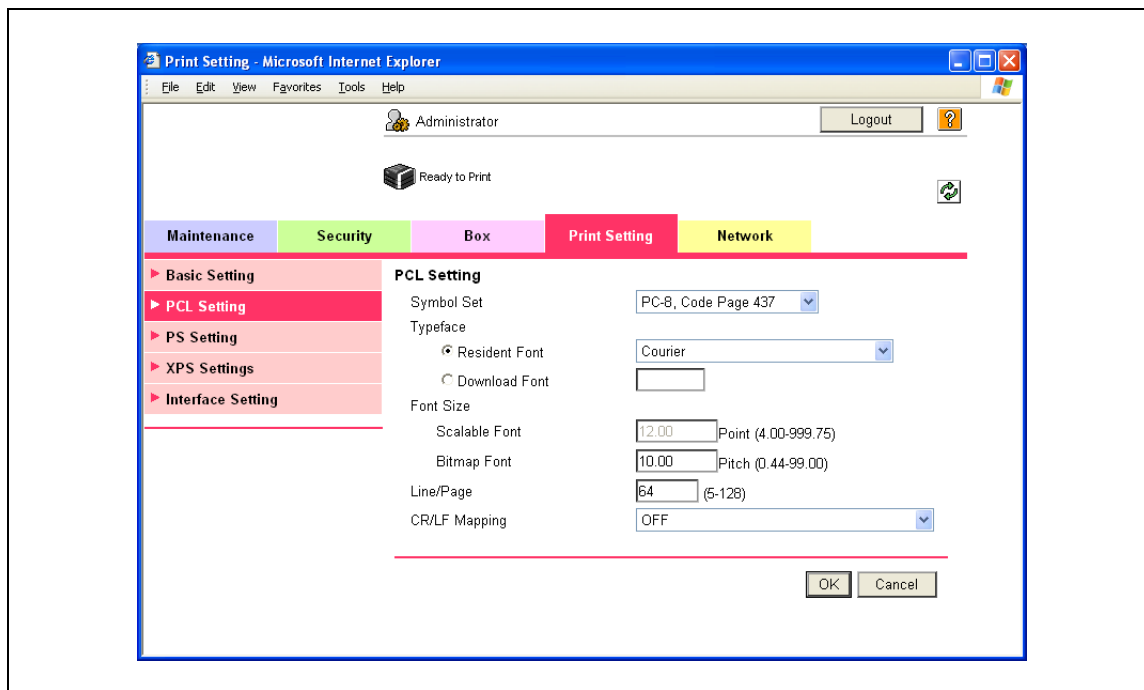 Print Setting - Microsoft Internet Explorer
File Edit View Favorites Tools Help
Administrator Logout ?
Ready to Print
Maintenance Security Box Print Setting Network
Basic Setting
PCL Setting
PS Setting
XPS Settings
Interface Setting
PCL Setting
Symbol Set PC-8, Code Page 437
Typeface
Resident Font Courier
Download Font
Font Size
Scalable Font 12.00 Point (4.00-999.75)
Bitmap Font 10.00 Pitch (0.44-99.00)
Line/Page 64 (5-128)
CR/LF Mapping OFF
OK Cancel